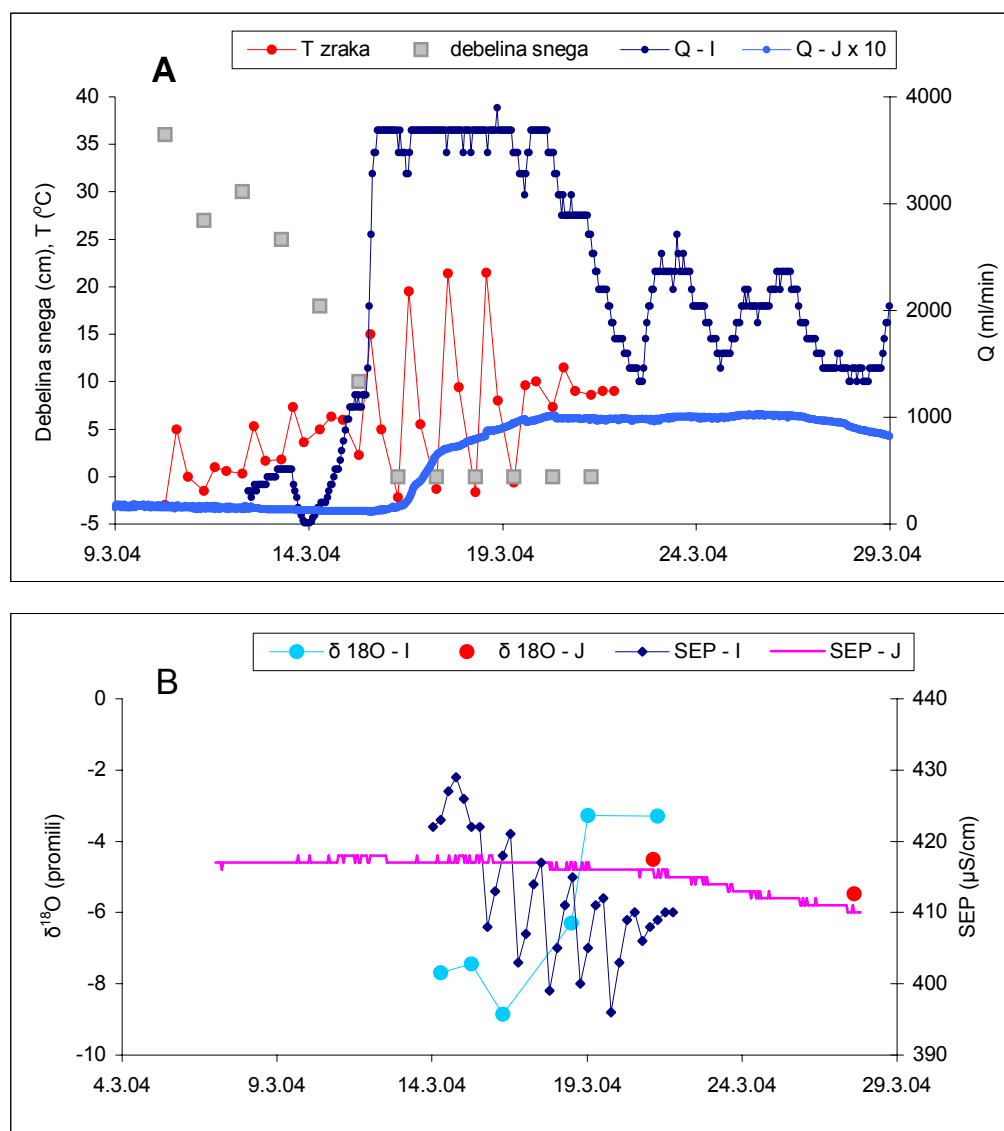 T zraka debelina snega Q - I Q - J x 10
A
40
35
30
25
20
15
10
5
0
-5
Debelina snega (cm), T (⁰C)
4000
3000
2000
1000
0
Q (ml/min)
9.3.04 14.3.04 19.3.04 24.3.04 29.3.04
δ 18O - I δ 18O - J SEP - I SEP - J
B
0
-2
-4
-6
-8
-10
δ¹⁸O (promili)
440
430
420
410
400
390
SEP (µS/cm)
4.3.04 9.3.04 14.3.04 19.3.04 24.3.04 29.3.04